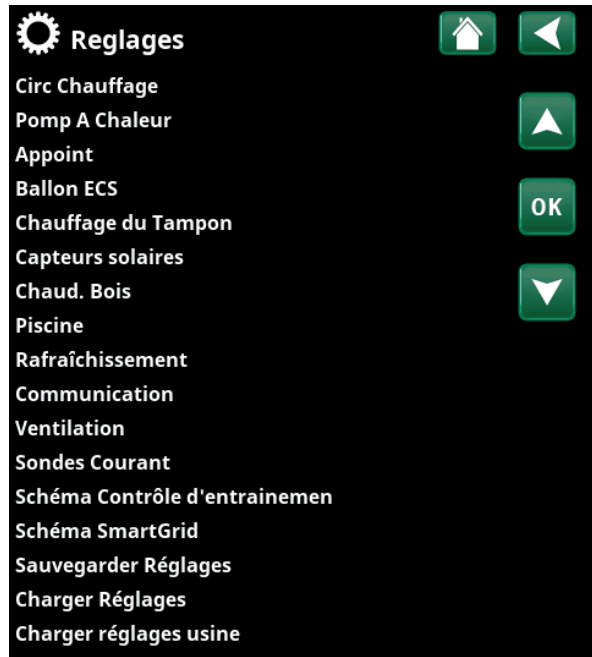 Reglages
Circ Chauffage
Pomp A Chaleur
Appoint
Ballon ECS
OK
Chauffage du Tampon
Capteurs solaires
Chaud. Bois
Piscine
Rafraîchissement
Communication
Ventilation
Sondes Courant
Schéma Contrôle d'entrainemen
Schéma SmartGrid
Sauvegarder Réglages
Charger Réglages
Charger réglages usine